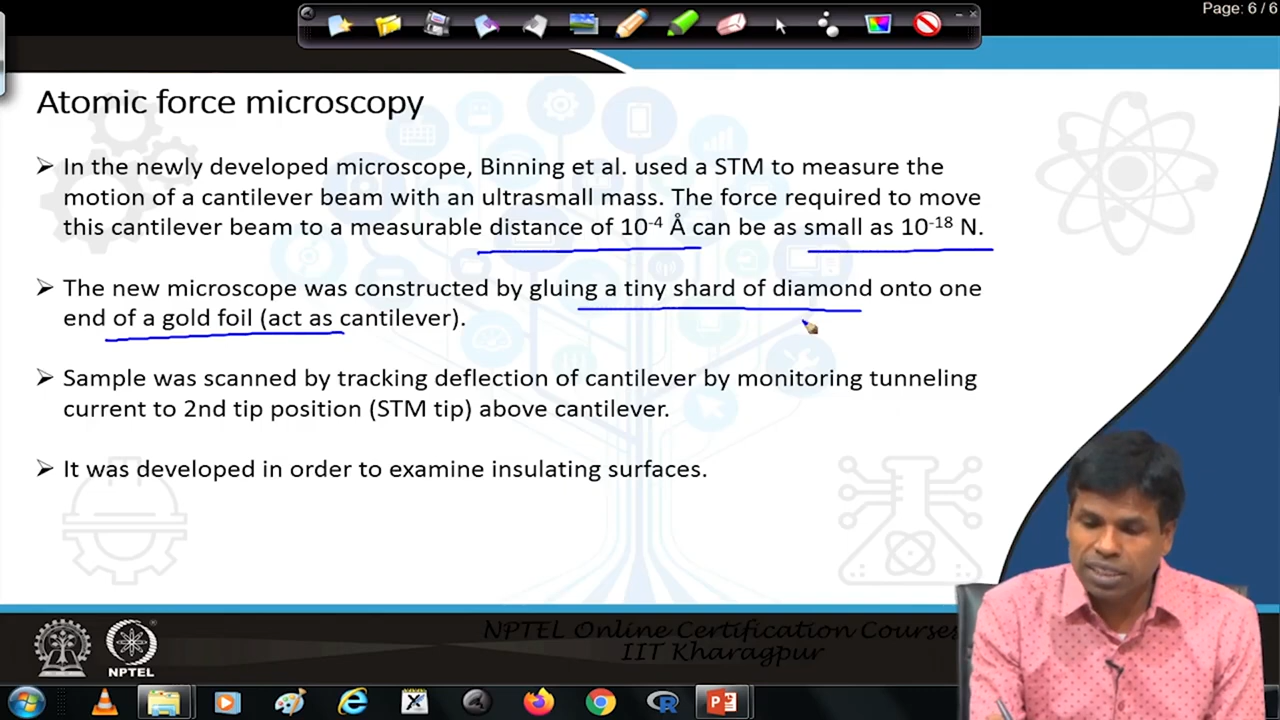 Page: 6 / 6
Atomic force microscopy
➢ In the newly developed microscope, Binning et al. used a STM to measure the
motion of a cantilever beam with an ultrasmall mass. The force required to move
this cantilever beam to a measurable distance of 10⁻⁴ Å can be as small as 10⁻¹⁸ N.
➢ The new microscope was constructed by gluing a tiny shard of diamond onto one
end of a gold foil (act as cantilever).
➢ Sample was scanned by tracking deflection of cantilever by monitoring tunneling
current to 2nd tip position (STM tip) above cantilever.
➢ It was developed in order to examine insulating surfaces.
NPTEL Online Certification Courses
IIT Kharagpur
NPTEL